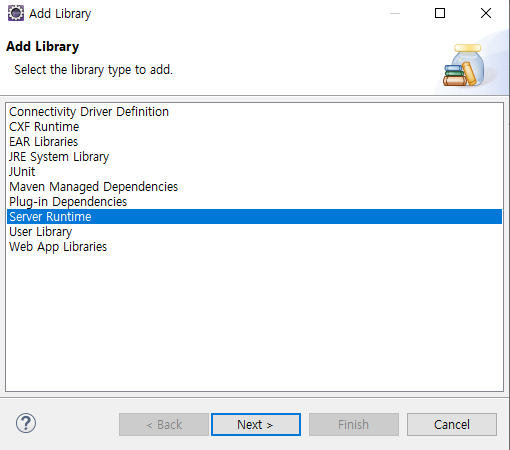 Add Library
Add Library
Select the library type to add.
Connectivity Driver Definition
CXF Runtime
EAR Libraries
JRE System Library
JUnit
Maven Managed Dependencies
Plug-in Dependencies
Server Runtime
User Library
Web App Libraries
?
< Back
Next >
Finish
Cancel